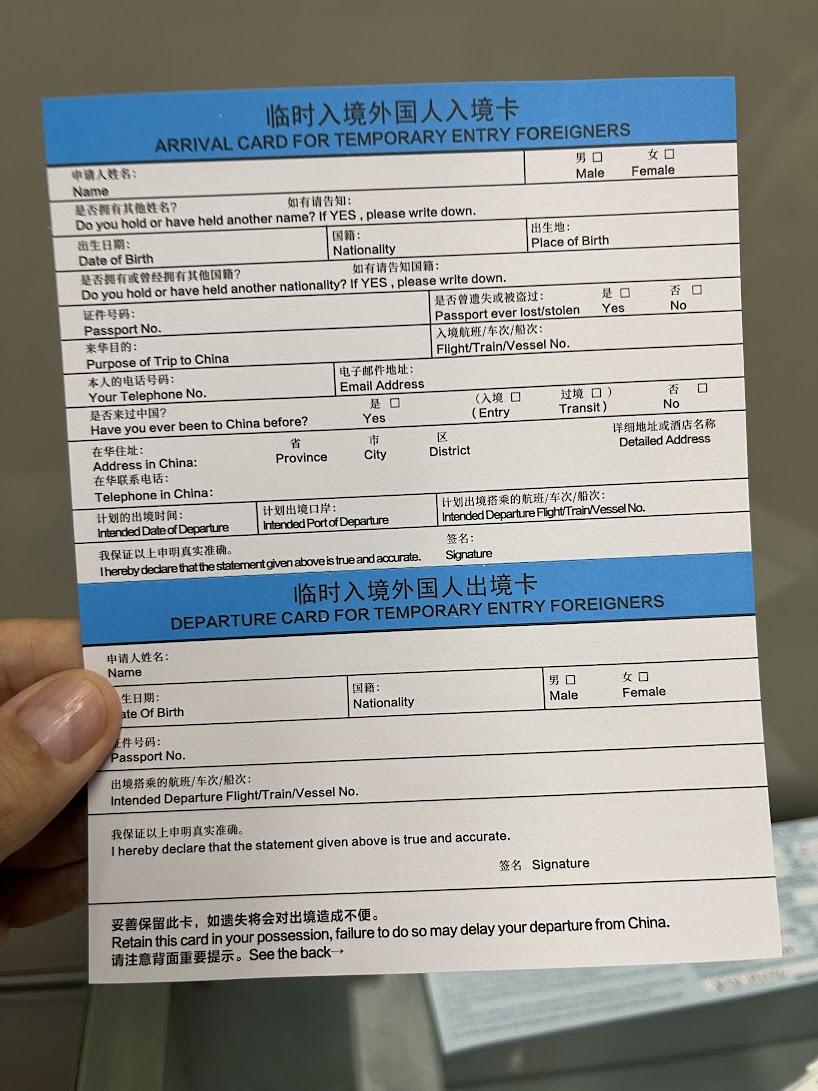 临时入境外国人入境卡
ARRIVAL CARD FOR TEMPORARY ENTRY FOREIGNERS
申请人姓名: 男 □ 女 □
Name Male Female
是否拥有其他姓名? 如有请告知:
Do you hold or have held another name? If YES , please write down.
出生日期: 国籍: 出生地:
Date of Birth Nationality Place of Birth
是否拥有或曾经拥有其他国籍? 如有请告知国籍:
Do you hold or have held another nationality? If YES , please write down.
证件号码: 是否曾遗失或被盗过: 是 □ 否 □
Passport No. Passport ever lost/stolen Yes No
来华目的: 入境航班/车次/船次:
Purpose of Trip to China Flight/Train/Vessel No.
本人的电话号码: 电子邮件地址:
Your Telephone No. Email Address
是否来过中国? 是 □ (入境 □ 过境 □ ) 否 □
Have you ever been to China before? Yes (Entry Transit) No
在华住址: 省 市 区 详细地址或酒店名称
Address in China: Province City District Detailed Address
在华联系电话:
Telephone in China:
计划的出境时间: 计划出境口岸: 计划出境搭乘的航班/车次/船次:
Intended Date of Departure Intended Port of Departure Intended Departure Flight/Train/Vessel No.
我保证以上申明真实准确。 签名:
I hereby declare that the statement given above is true and accurate. Signature
临时入境外国人出境卡
DEPARTURE CARD FOR TEMPORARY ENTRY FOREIGNERS
申请人姓名:
Name
生日期: 国籍: 男 □ 女 □
ate Of Birth Nationality Male Female
证件号码:
Passport No.
出境搭乘的航班/车次/船次:
Intended Departure Flight/Train/Vessel No.
我保证以上申明真实准确。
I hereby declare that the statement given above is true and accurate.
签名 Signature
妥善保留此卡，如遗失将会对出境造成不便。
Retain this card in your possession, failure to do so may delay your departure from China.
请注意背面重要提示。See the back→